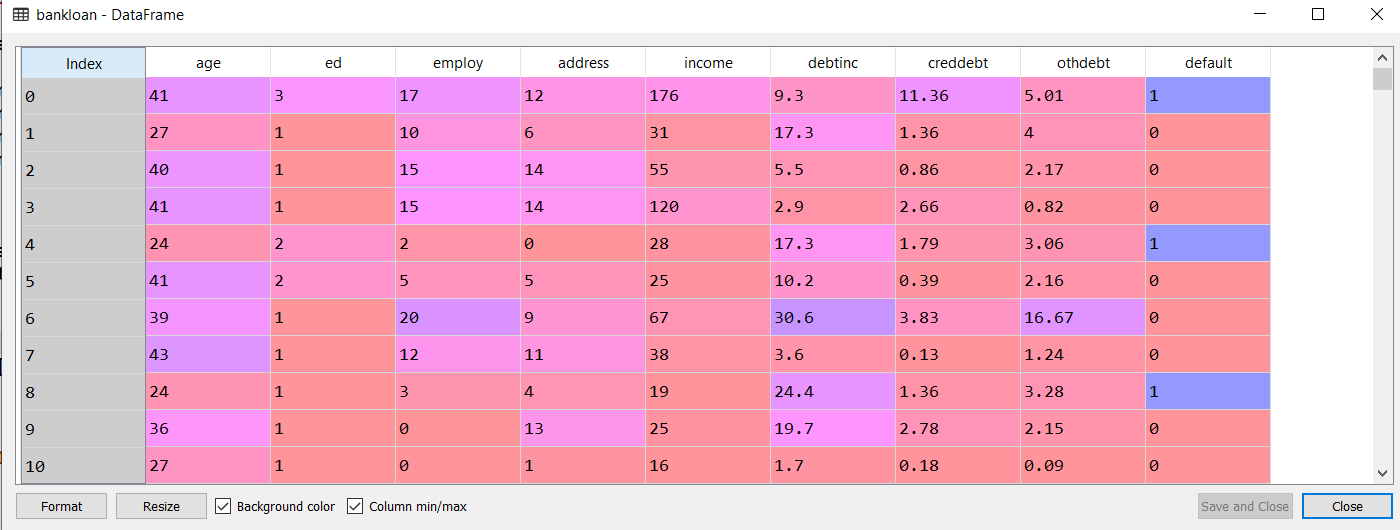 bankloan - DataFrame
Index age ed employ address income debtinc creddebt othdebt default
0 41 3 17 12 176 9.3 11.36 5.01 1
1 27 1 10 6 31 17.3 1.36 4 0
2 40 1 15 14 55 5.5 0.86 2.17 0
3 41 1 15 14 120 2.9 2.66 0.82 0
4 24 2 2 0 28 17.3 1.79 3.06 1
5 41 2 5 5 25 10.2 0.39 2.16 0
6 39 1 20 9 67 30.6 3.83 16.67 0
7 43 1 12 11 38 3.6 0.13 1.24 0
8 24 1 3 4 19 24.4 1.36 3.28 1
9 36 1 0 13 25 19.7 2.78 2.15 0
10 27 1 0 1 16 1.7 0.18 0.09 0
Format Resize Background color Column min/max Save and Close Close